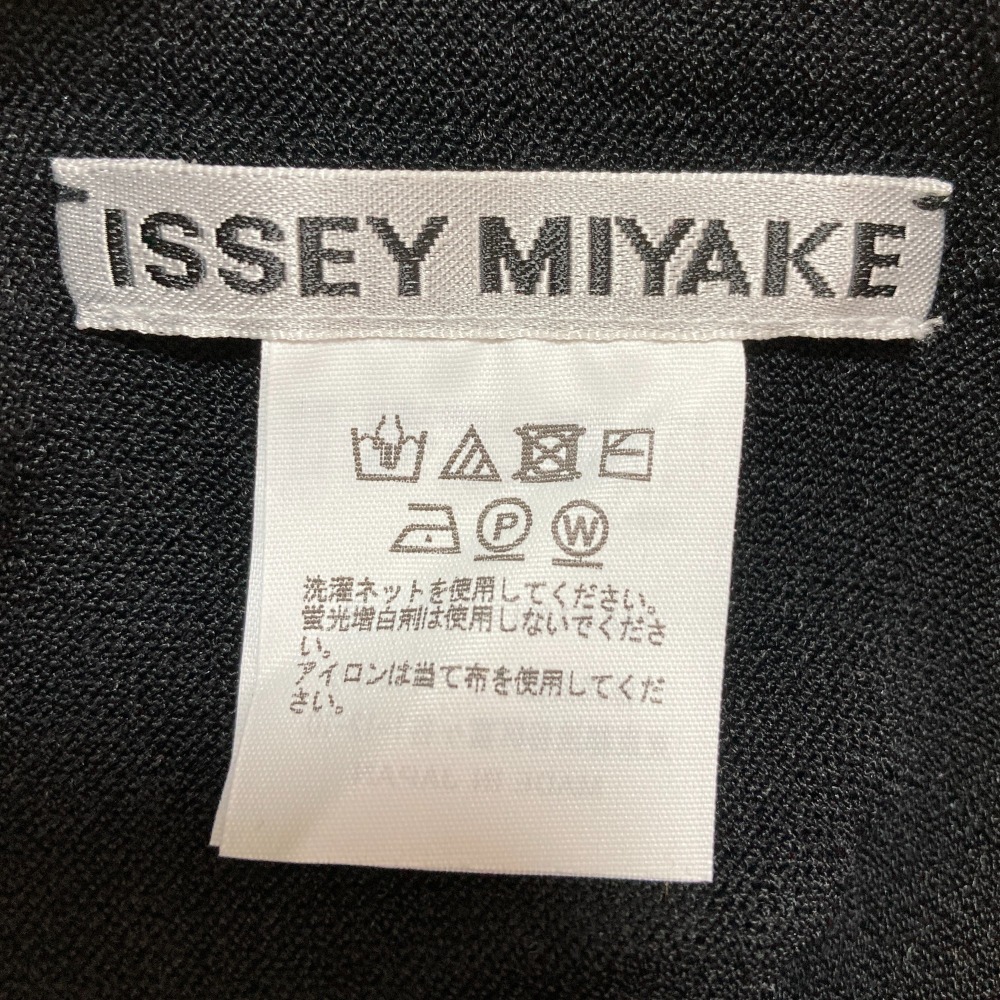 ISSEY MIYAKE
P W
洗濯ネットを使用してください。
蛍光増白剤は使用しないでくださ
い。
アイロンは当て布を使用してくだ
さい。